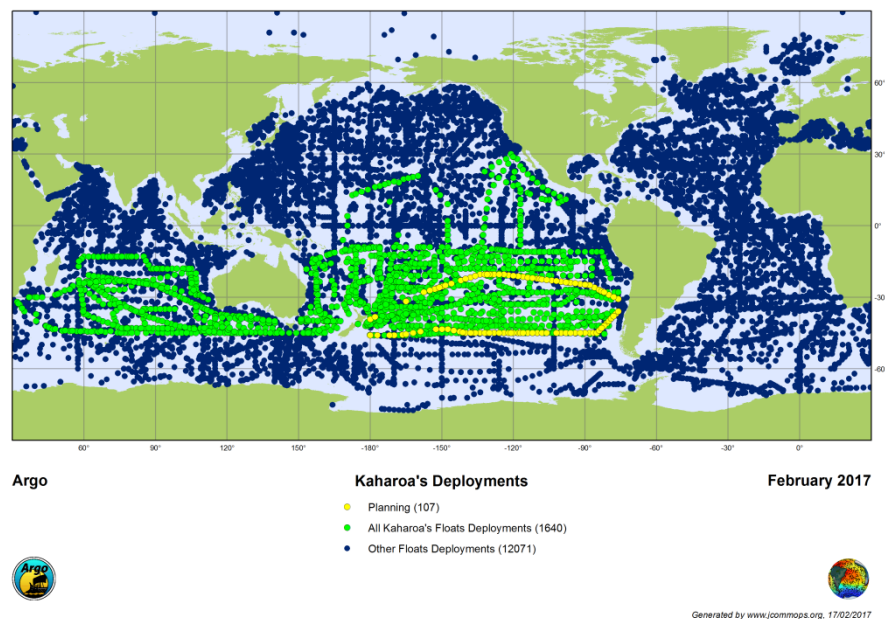 60°
30°
0°
-30
-60
60° 90° 120° 150° -180° -150° -120° -90° -60° -30° 0°
Argo Kaharoa's Deployments February 2017
Planning (107)
All Kaharoa's Floats Deployments (1640)
Other Floats Deployments (12071)
Argo
Generated by www.jcommops.org, 17/02/2017